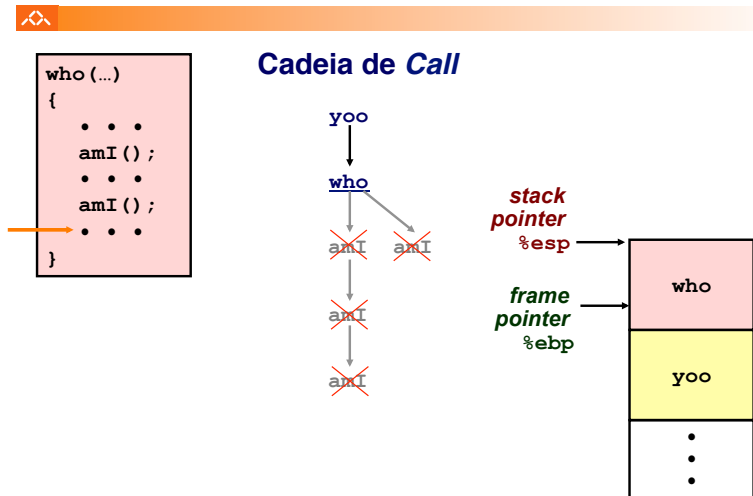 Cadeia de Call
who(…)
{
• • •
amI();
• • •
amI();
• • •
}
yoo
who
amI amI
amI
amI
stack
pointer
%esp
frame
pointer
%ebp
who
yoo
•
•
•